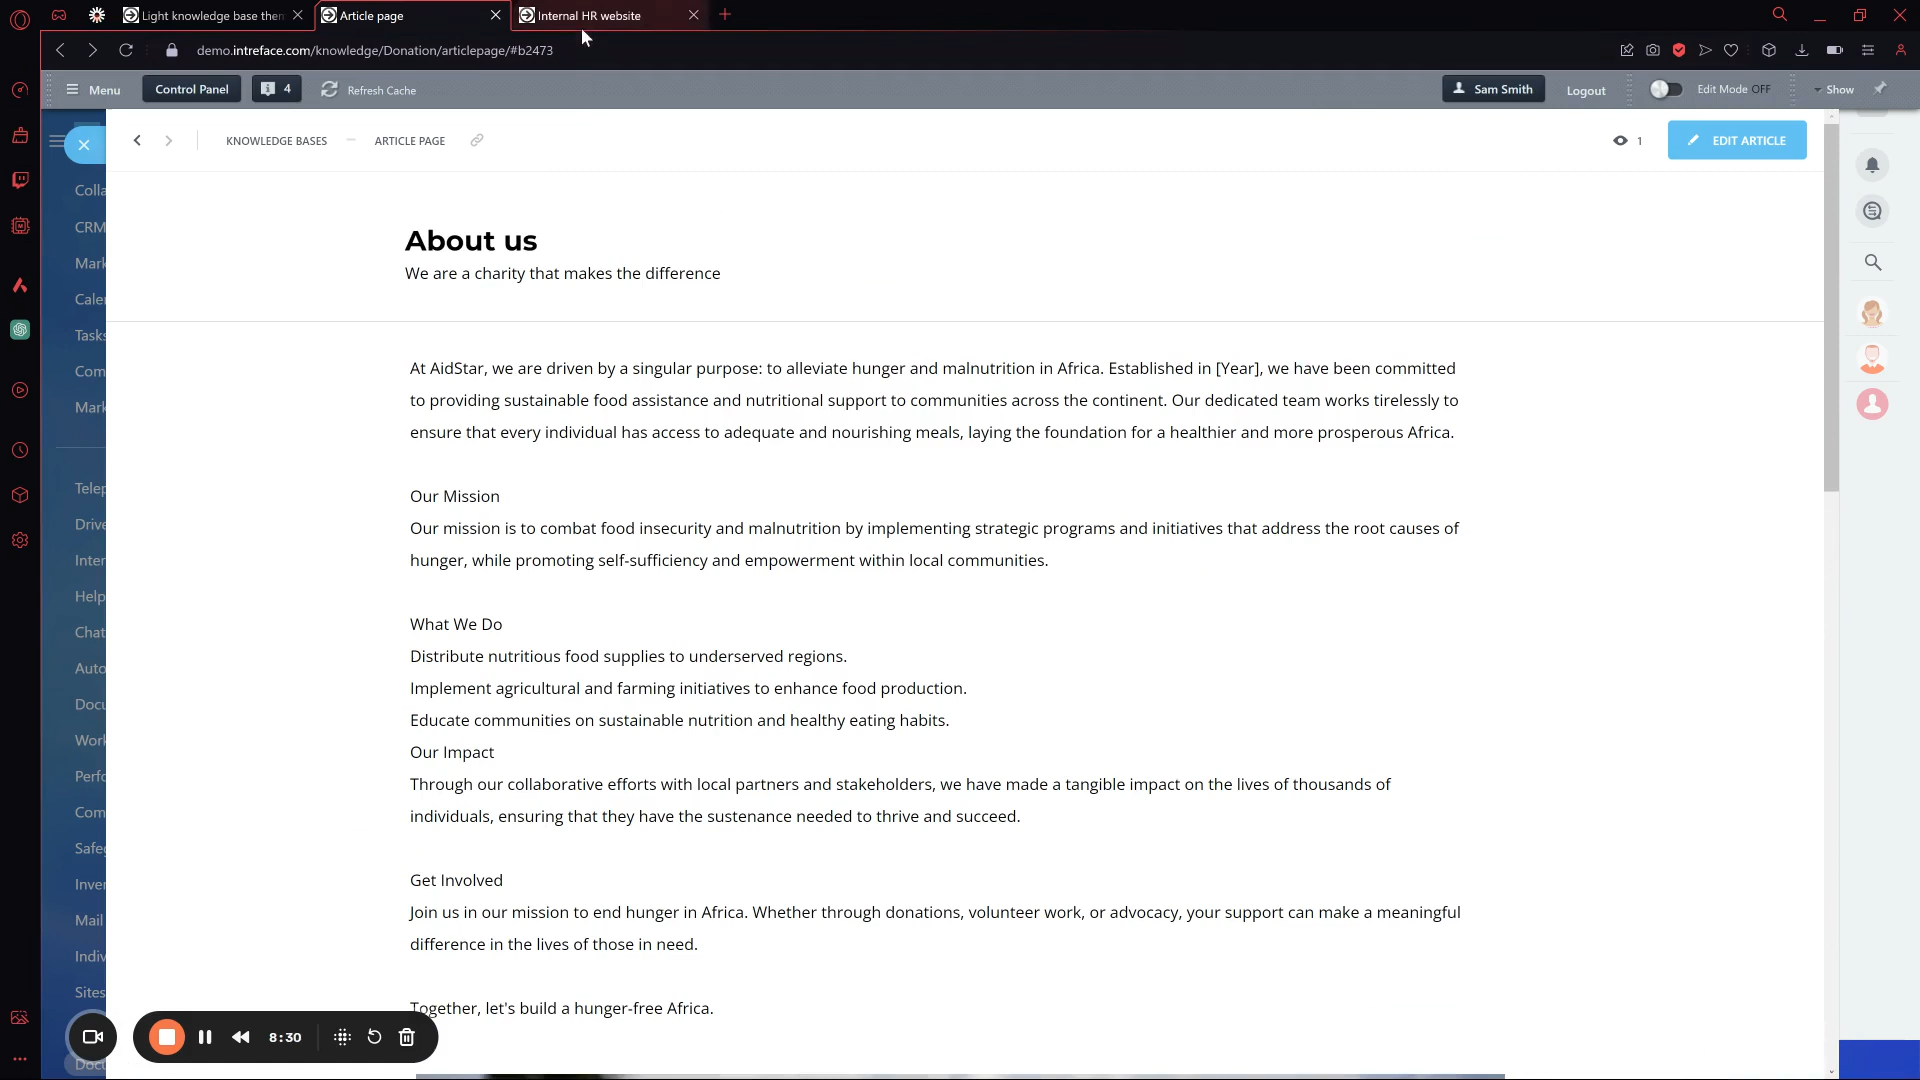 Light knowledge base then
Article page
Internal HR website
demo.intreface.com/knowledge/Donation/articlepage/#b2473
Menu
Control Panel
4
Refresh Cache
Sam Smith
Logout
Edit Mode OFF
Show
KNOWLEDGE BASES
ARTICLE PAGE
1
EDIT ARTICLE
Colla
CRM
Mark
Caler
Tasks
Com
Mark
Telep
Drive
Inter
Help
Chat
Auto
Docu
Work
Perfo
Com
Safeg
Inver
Mail
Indiv
Sites
Docu
About us
We are a charity that makes the difference
At AidStar, we are driven by a singular purpose: to alleviate hunger and malnutrition in Africa. Established in [Year], we have been committed
to providing sustainable food assistance and nutritional support to communities across the continent. Our dedicated team works tirelessly to
ensure that every individual has access to adequate and nourishing meals, laying the foundation for a healthier and more prosperous Africa.
Our Mission
Our mission is to combat food insecurity and malnutrition by implementing strategic programs and initiatives that address the root causes of
hunger, while promoting self-sufficiency and empowerment within local communities.
What We Do
Distribute nutritious food supplies to underserved regions.
Implement agricultural and farming initiatives to enhance food production.
Educate communities on sustainable nutrition and healthy eating habits.
Our Impact
Through our collaborative efforts with local partners and stakeholders, we have made a tangible impact on the lives of thousands of
individuals, ensuring that they have the sustenance needed to thrive and succeed.
Get Involved
Join us in our mission to end hunger in Africa. Whether through donations, volunteer work, or advocacy, your support can make a meaningful
difference in the lives of those in need.
Together, let's build a hunger-free Africa.
8:30